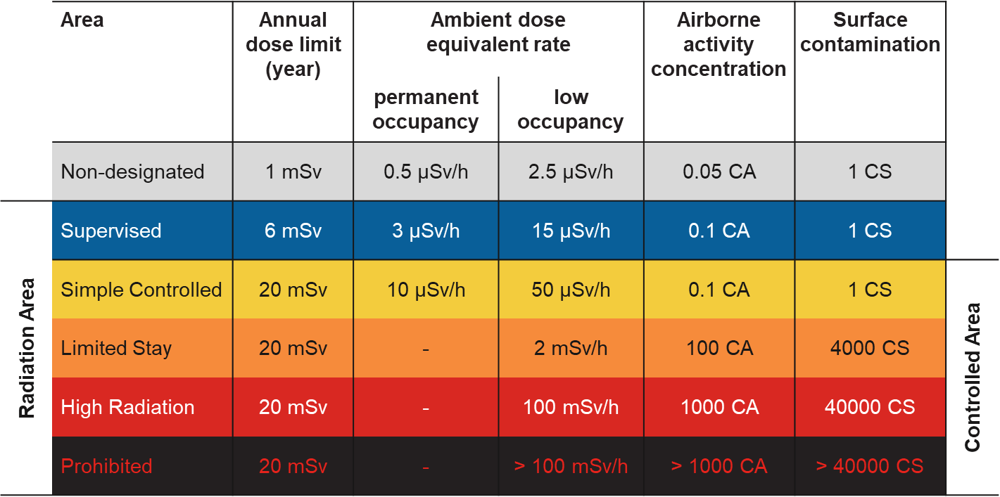 Area
Annual
dose limit
(year)
Ambient dose
equivalent rate
Airborne
activity
concentration
Surface
contamination
permanent
occupancy
low
occupancy
Non-designated 1 mSv 0.5 µSv/h 2.5 µSv/h 0.05 CA 1 CS
Radiation Area
Supervised 6 mSv 3 µSv/h 15 µSv/h 0.1 CA 1 CS
Simple Controlled 20 mSv 10 µSv/h 50 µSv/h 0.1 CA 1 CS
Limited Stay 20 mSv - 2 mSv/h 100 CA 4000 CS
High Radiation 20 mSv - 100 mSv/h 1000 CA 40000 CS
Prohibited 20 mSv - > 100 mSv/h > 1000 CA > 40000 CS
Controlled Area